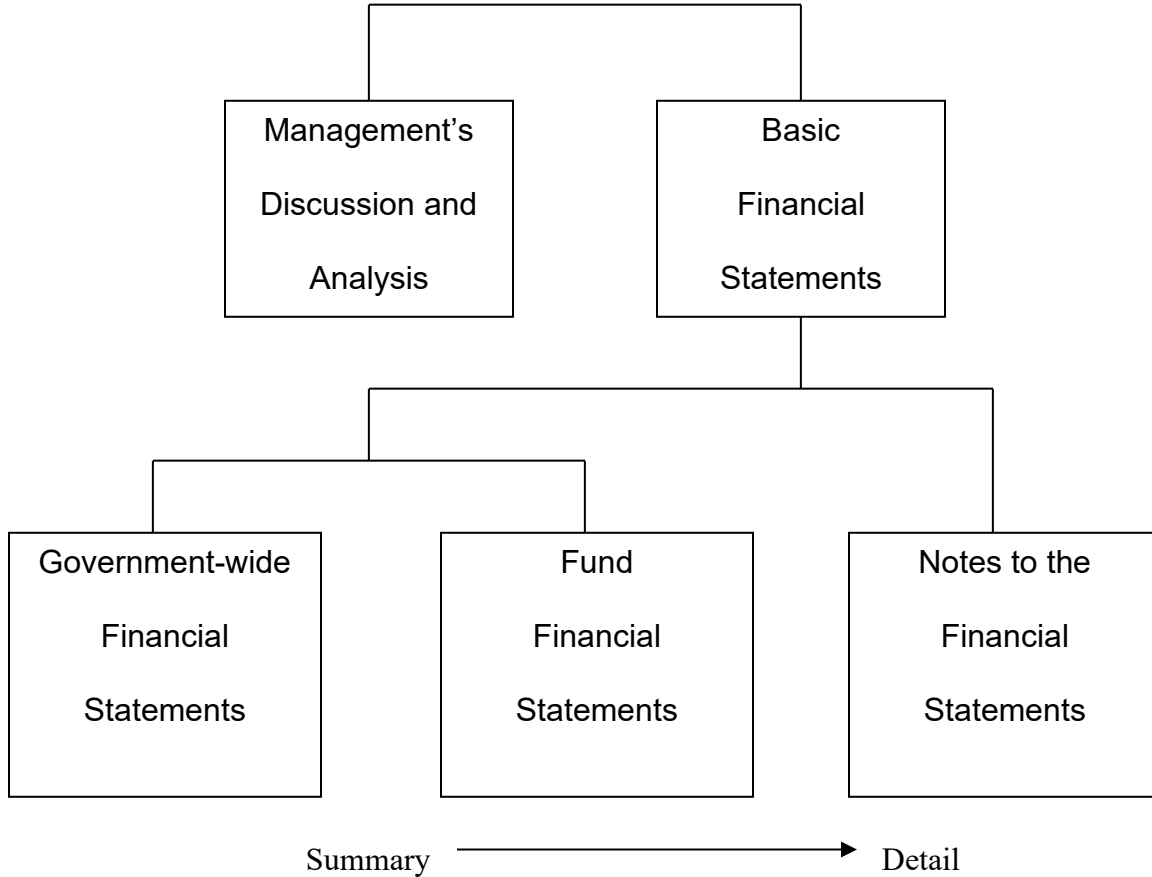 Management’s
Discussion and
Analysis
Basic
Financial
Statements
Government-wide
Financial
Statements
Fund
Financial
Statements
Notes to the
Financial
Statements
Summary
Detail